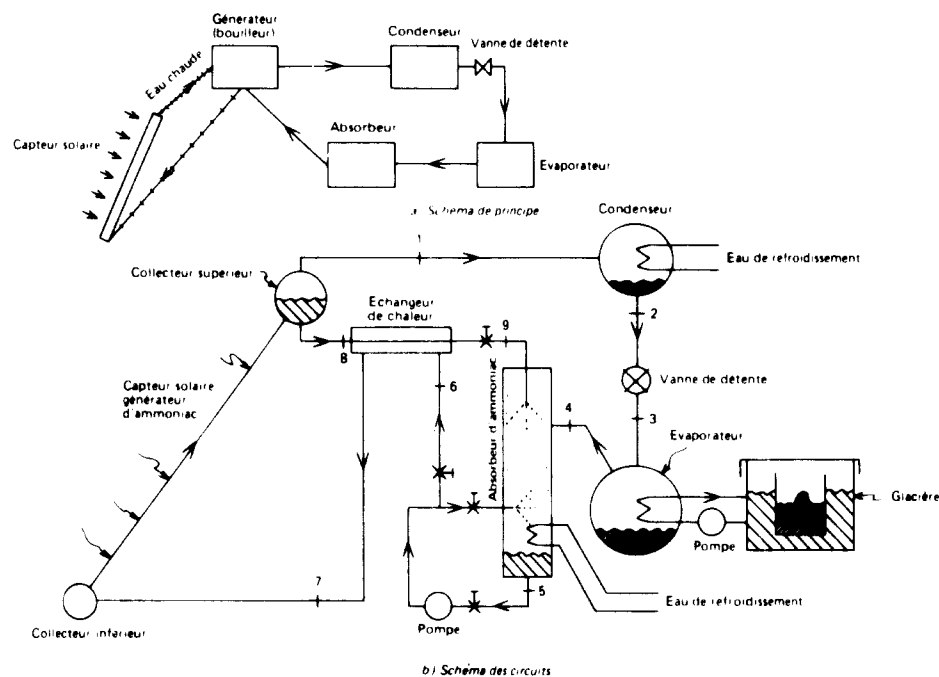 Générateur
(bouilleur)
Condenseur
Vanne de détente
Eau chaude
Capteur solaire
Absorbeur
Evaporateur
a) Schéma de principe
Condenseur
1
Eau de refroidissement
Collecteur supérieur
Echangeur
de chaleur
2
9
8
Vanne de détente
6
Capteur solaire
générateur
d'ammoniac
Absorbeur d'ammoniac
4
3
Evaporateur
Glacière
Pompe
7
5
Eau de refroidissement
Collecteur inférieur
Pompe
b) Schéma des circuits